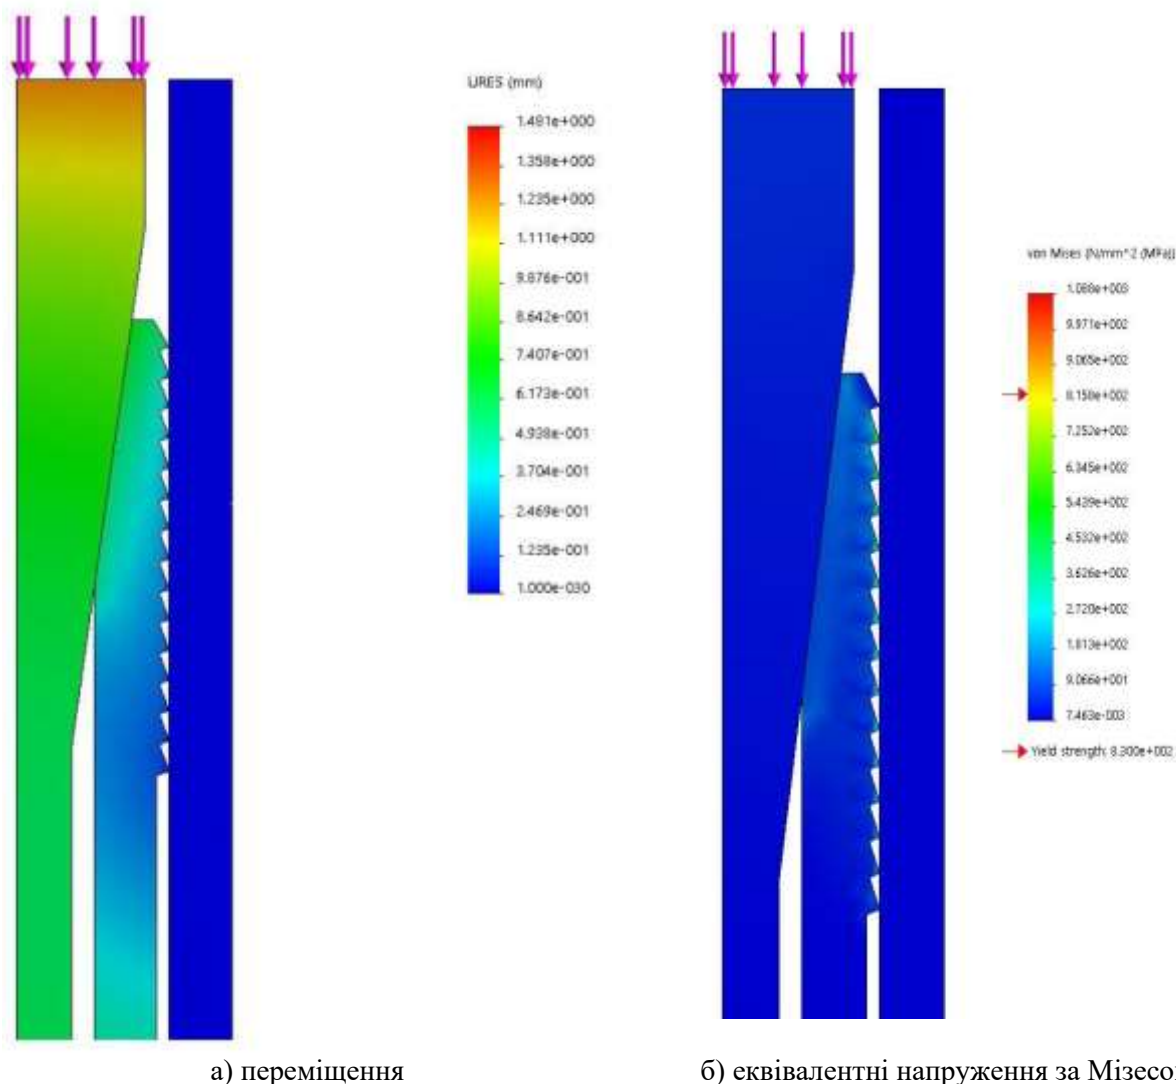 URES (mm)
1.481e+000
1.358e+000
1.235e+000
1.111e+000
9.876e-001
8.642e-001
7.407e-001
6.173e-001
4.938e-001
3.704e-001
2.469e-001
1.235e-001
1.000e-030
von Mises (N/mm^2 (MPa))
1.088e+003
9.971e+002
9.065e+002
8.158e+002
7.252e+002
6.345e+002
5.439e+002
4.532e+002
3.626e+002
2.720e+002
1.813e+002
9.066e+001
7.463e-003
Yield strength: 8.300e+002
а) переміщення
б) еквівалентні напруження за Мізесо